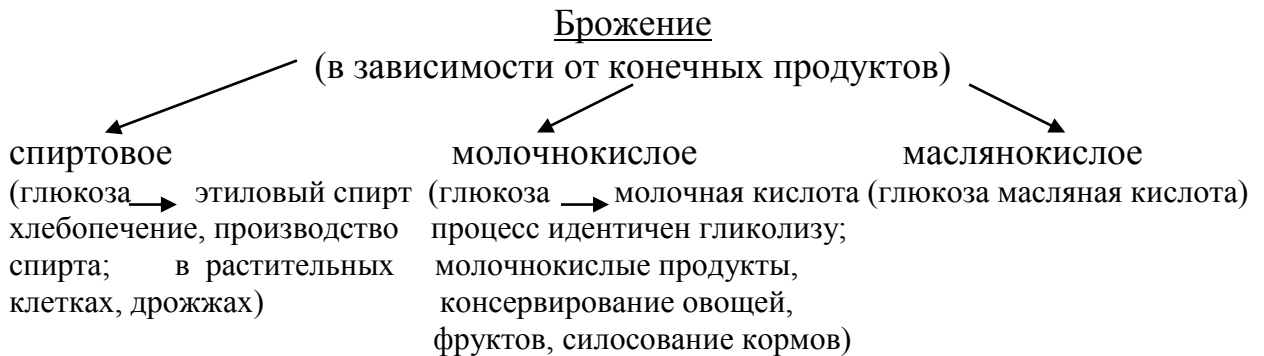 Брожение
(в зависимости от конечных продуктов)
спиртовое молочнокислое маслянокислое
(глюкоза этиловый спирт (глюкоза молочная кислота (глюкоза масляная кислота)
хлебопечение, производство процесс идентичен гликолизу;
спирта; в растительных молочнокислые продукты,
клетках, дрожжах) консервирование овощей,
фруктов, силосование кормов)